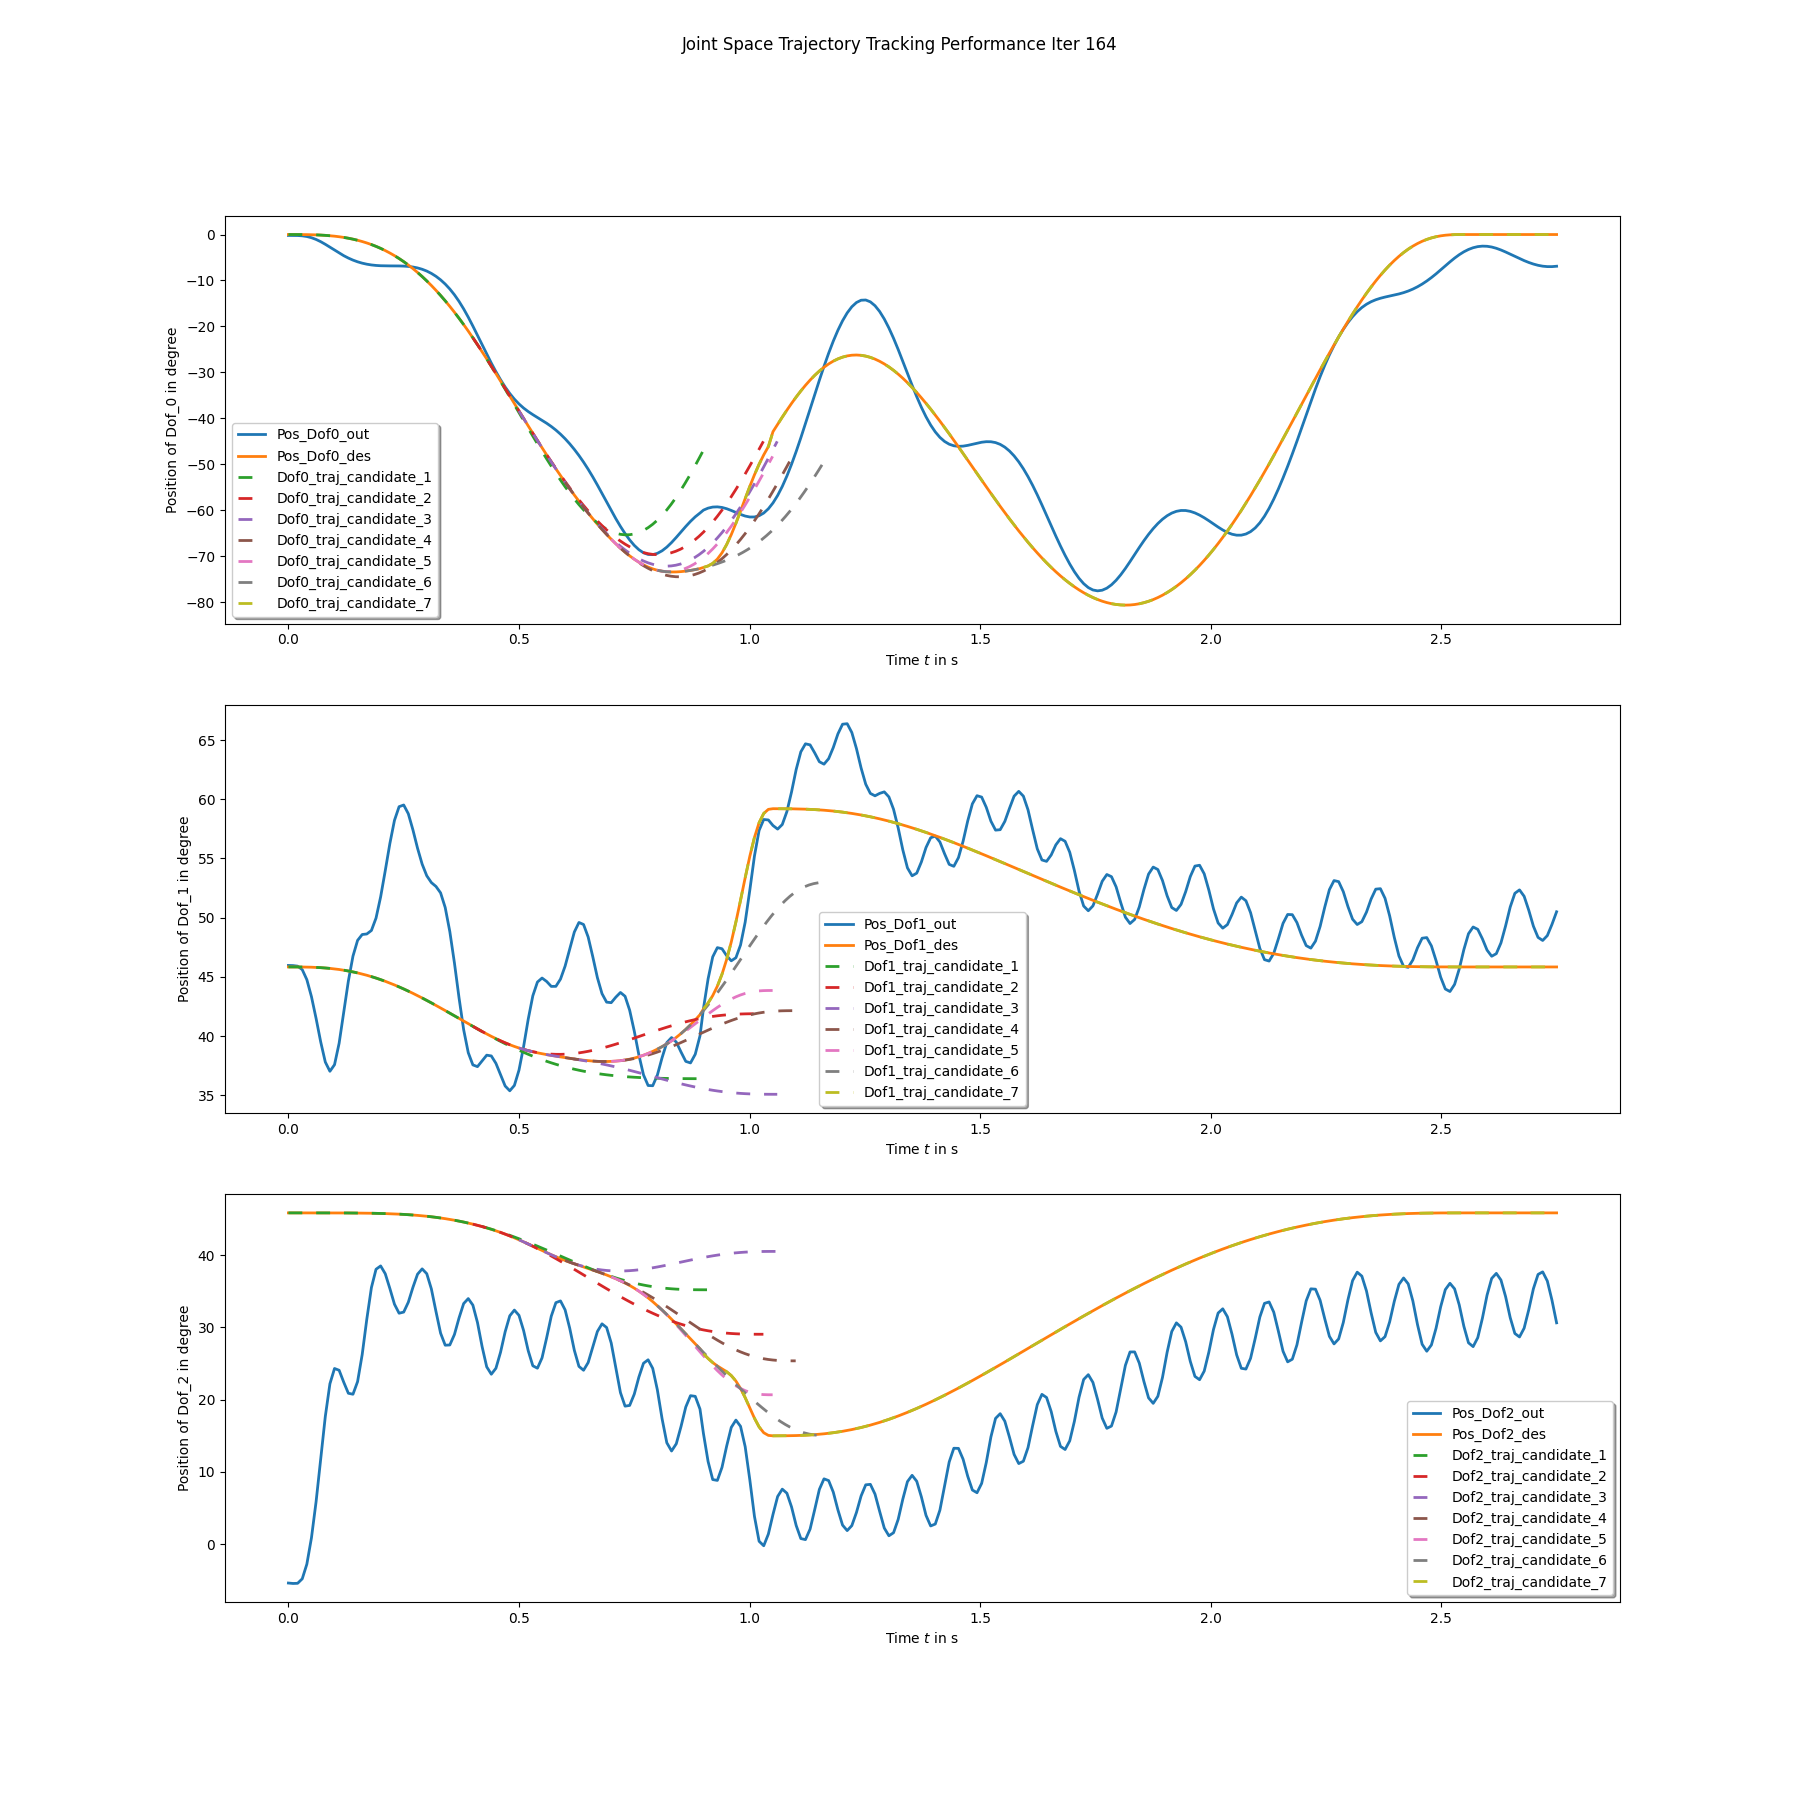 Joint Space Trajectory Tracking Performance Iter 164
Position of Dof_0 in degree
0
−10
−20
−30
−40
−50
−60
−70
−80
Pos_Dof0_out
Pos_Dof0_des
Dof0_traj_candidate_1
Dof0_traj_candidate_2
Dof0_traj_candidate_3
Dof0_traj_candidate_4
Dof0_traj_candidate_5
Dof0_traj_candidate_6
Dof0_traj_candidate_7
0.0 0.5 1.0 1.5 2.0 2.5
Time t in s
Position of Dof_1 in degree
65
60
55
50
45
40
35
Pos_Dof1_out
Pos_Dof1_des
Dof1_traj_candidate_1
Dof1_traj_candidate_2
Dof1_traj_candidate_3
Dof1_traj_candidate_4
Dof1_traj_candidate_5
Dof1_traj_candidate_6
Dof1_traj_candidate_7
0.0 0.5 1.0 1.5 2.0 2.5
Time t in s
Position of Dof_2 in degree
40
30
20
10
0
Pos_Dof2_out
Pos_Dof2_des
Dof2_traj_candidate_1
Dof2_traj_candidate_2
Dof2_traj_candidate_3
Dof2_traj_candidate_4
Dof2_traj_candidate_5
Dof2_traj_candidate_6
Dof2_traj_candidate_7
0.0 0.5 1.0 1.5 2.0 2.5
Time t in s